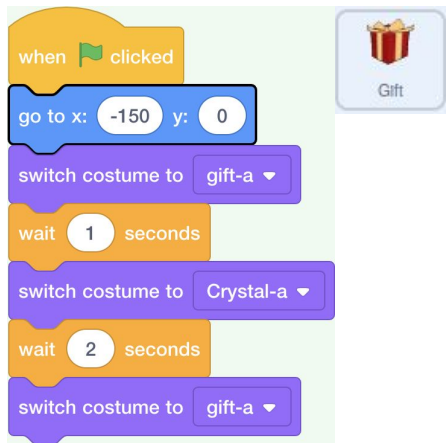 when clicked
go to x: -150 y: 0
switch costume to gift-a
wait 1 seconds
switch costume to Crystal-a
wait 2 seconds
switch costume to gift-a
Gift